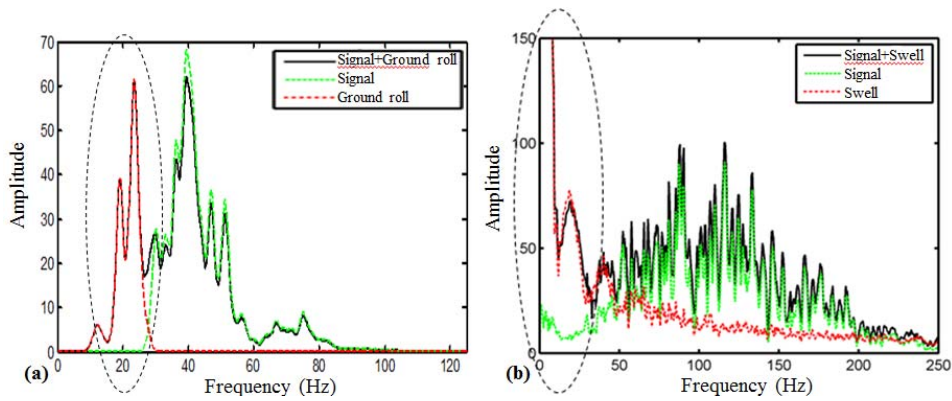 70
60
50
40
30
20
10
0
0 20 40 60 80 100 120
Amplitude
Frequency (Hz)
Signal+Ground roll
Signal
Ground roll
(a)
150
100
50
0
0 50 100 150 200 250
Amplitude
Frequency (Hz)
Signal+Swell
Signal
Swell
(b)